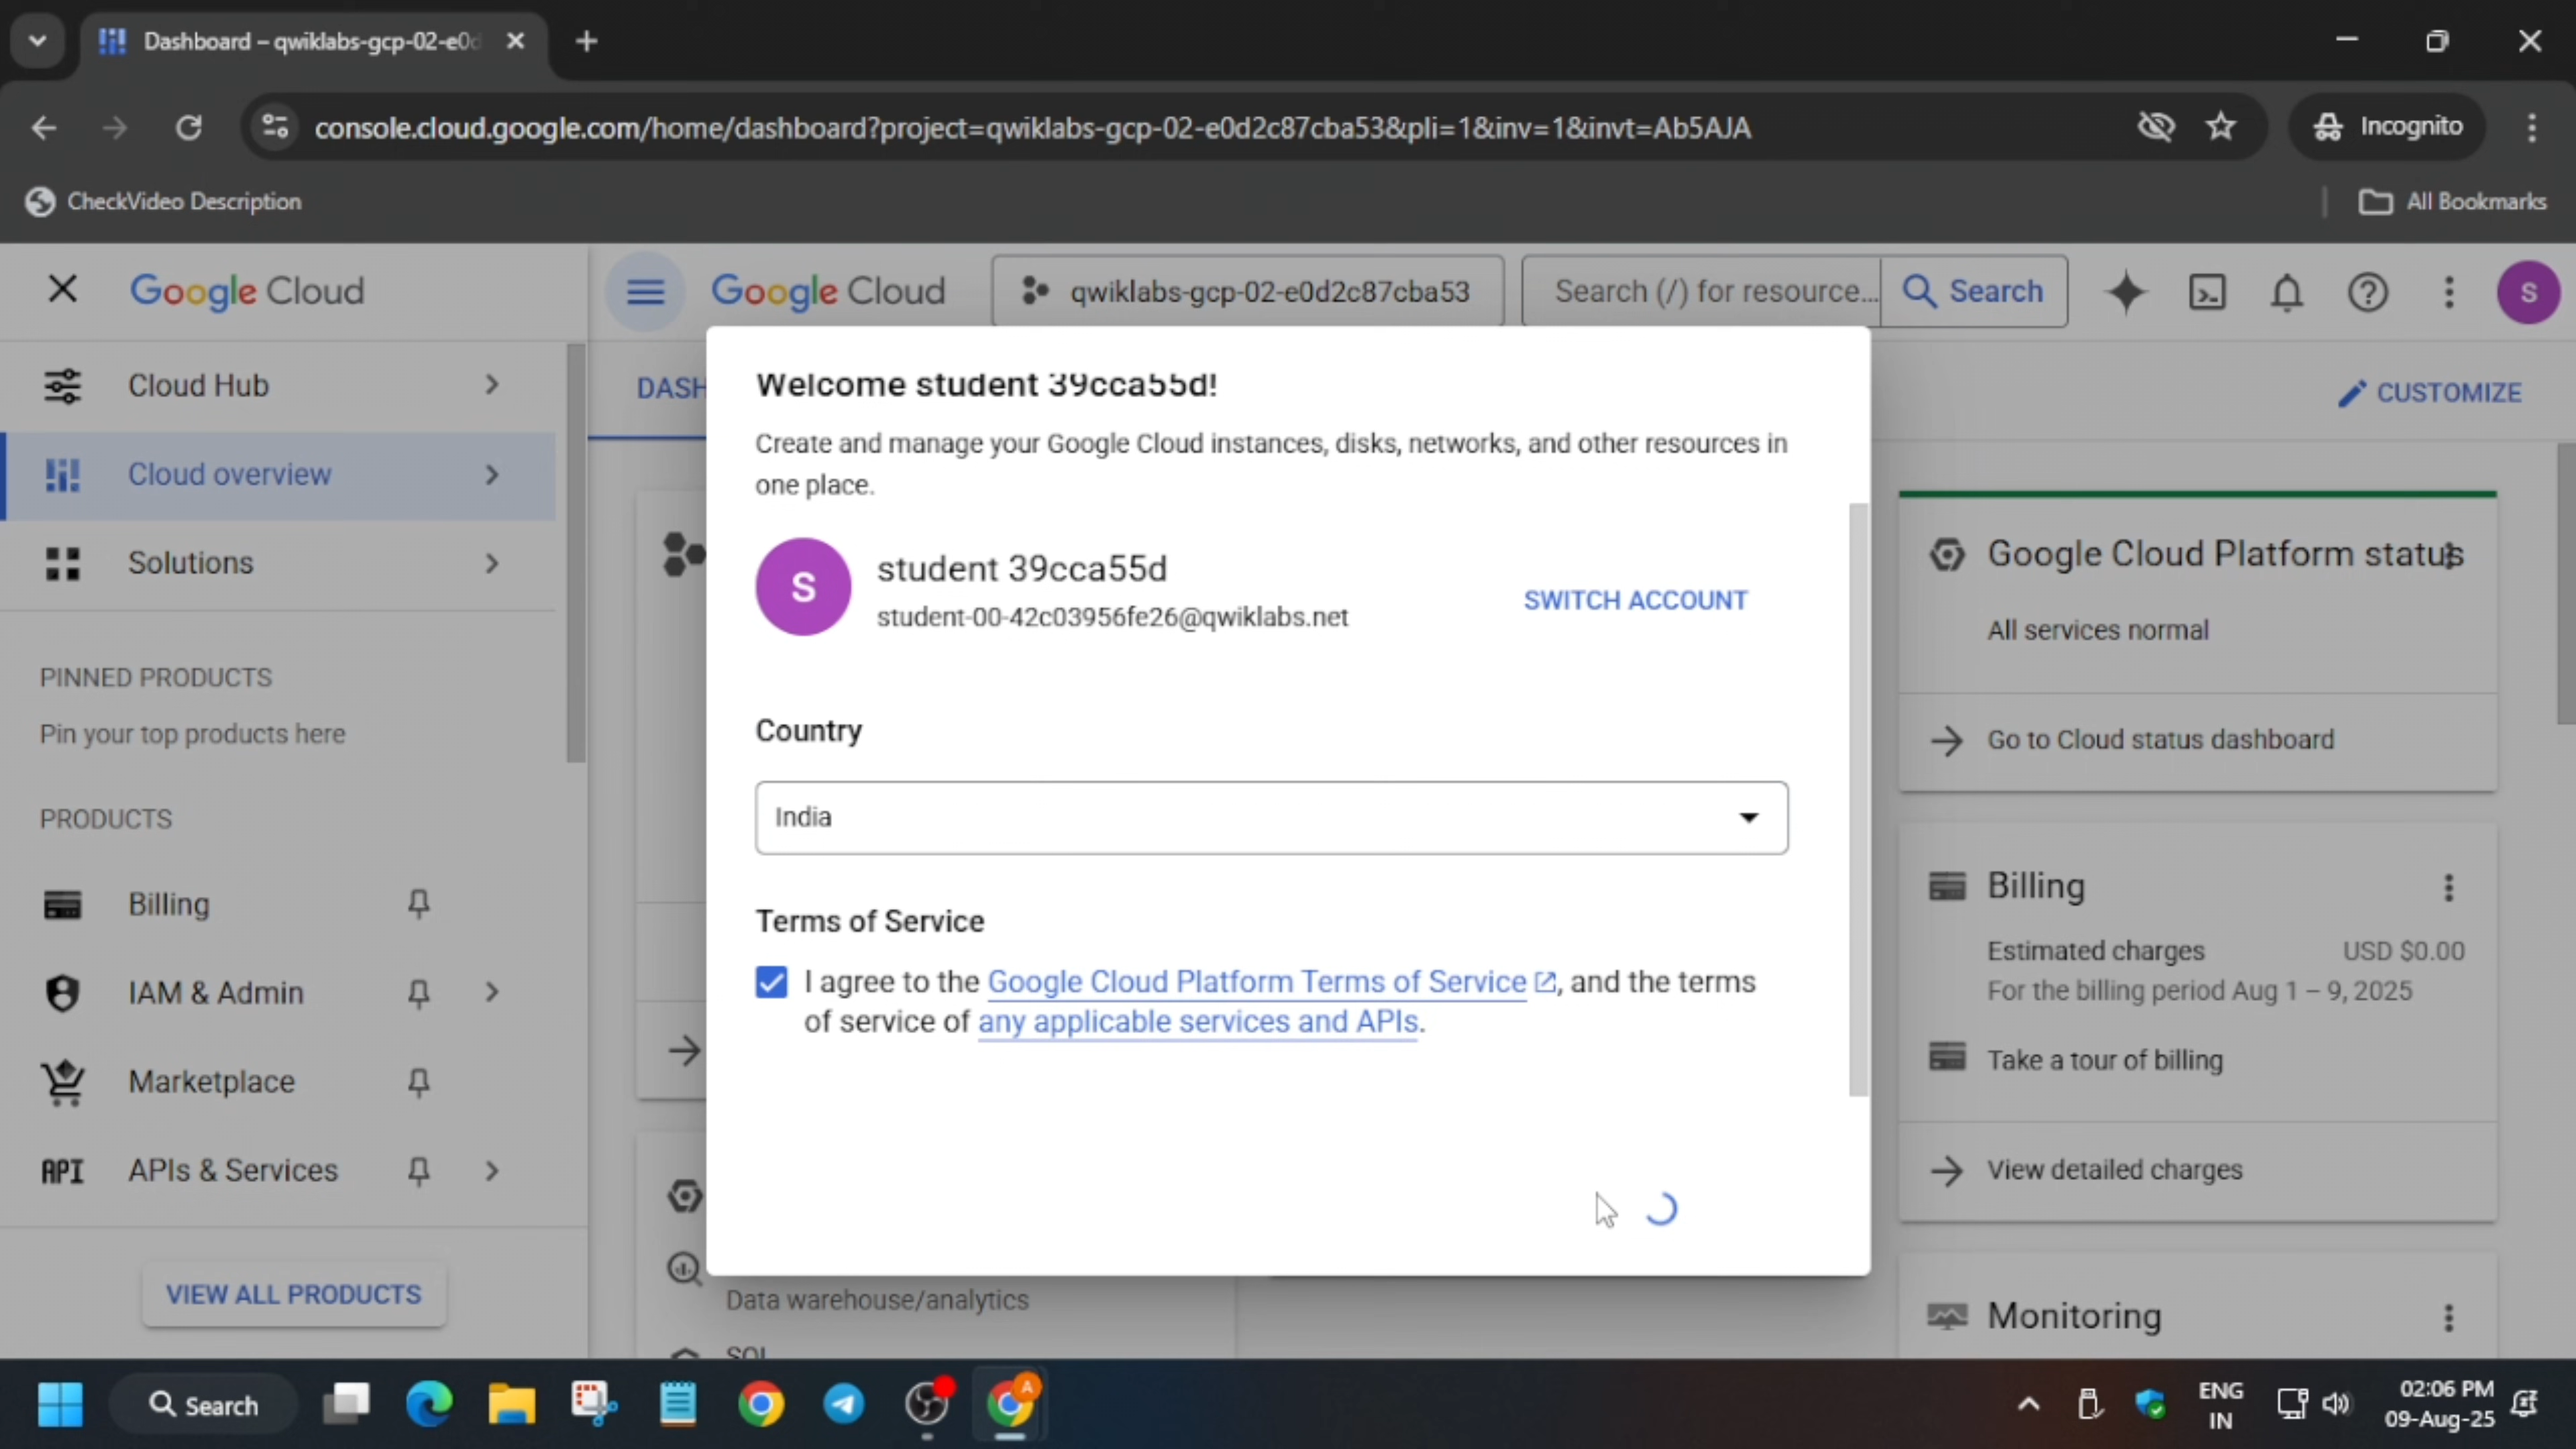 Dashboard – qwiklabs-gcp-02-e0d
console.cloud.google.com/home/dashboard?project=qwiklabs-gcp-02-e0d2c87cba53&pli=1&inv=1&invt=Ab5AJA
Incognito
CheckVideo Description
All Bookmarks
Google Cloud
Google Cloud
qwiklabs-gcp-02-e0d2c87cba53
Search (/) for resource...
Search
S
Cloud Hub
Cloud overview
Solutions
PINNED PRODUCTS
Pin your top products here
PRODUCTS
Billing
IAM & Admin
Marketplace
API
APIs & Services
VIEW ALL PRODUCTS
DASH
CUSTOMIZE
Welcome student 39cca55d!
Create and manage your Google Cloud instances, disks, networks, and other resources in
one place.
S
student 39cca55d
student-00-42c03956fe26@qwiklabs.net
SWITCH ACCOUNT
Country
India
Terms of Service
I agree to the Google Cloud Platform Terms of Service, and the terms
of service of any applicable services and APIs.
Data warehouse/analytics
SQL
Google Cloud Platform status
All services normal
Go to Cloud status dashboard
Billing
Estimated charges
USD $0.00
For the billing period Aug 1 – 9, 2025
Take a tour of billing
View detailed charges
Monitoring
Search
A
ENG
IN
02:06 PM
09-Aug-25